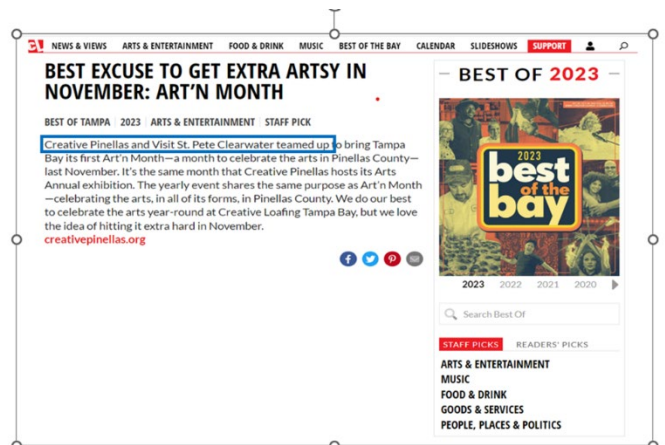 CL NEWS & VIEWS ARTS & ENTERTAINMENT FOOD & DRINK MUSIC BEST OF THE BAY CALENDAR SLIDESHOWS SUPPORT
BEST EXCUSE TO GET EXTRA ARTSY IN
NOVEMBER: ART'N MONTH
BEST OF TAMPA 2023 ARTS & ENTERTAINMENT STAFF PICK
Creative Pinellas and Visit St. Pete Clearwater teamed up to bring Tampa
Bay its first Art'n Month—a month to celebrate the arts in Pinellas County—
last November. It's the same month that Creative Pinellas hosts its Arts
Annual exhibition. The yearly event shares the same purpose as Art'n Month
—celebrating the arts, in all of its forms, in Pinellas County. We do our best
to celebrate the arts year-round at Creative Loafing Tampa Bay, but we love
the idea of hitting it extra hard in November.
creativepinellas.org
BEST OF 2023
2023
best
of the
bay
2023 2022 2021 2020
Search Best Of
STAFF PICKS READERS' PICKS
ARTS & ENTERTAINMENT
MUSIC
FOOD & DRINK
GOODS & SERVICES
PEOPLE, PLACES & POLITICS